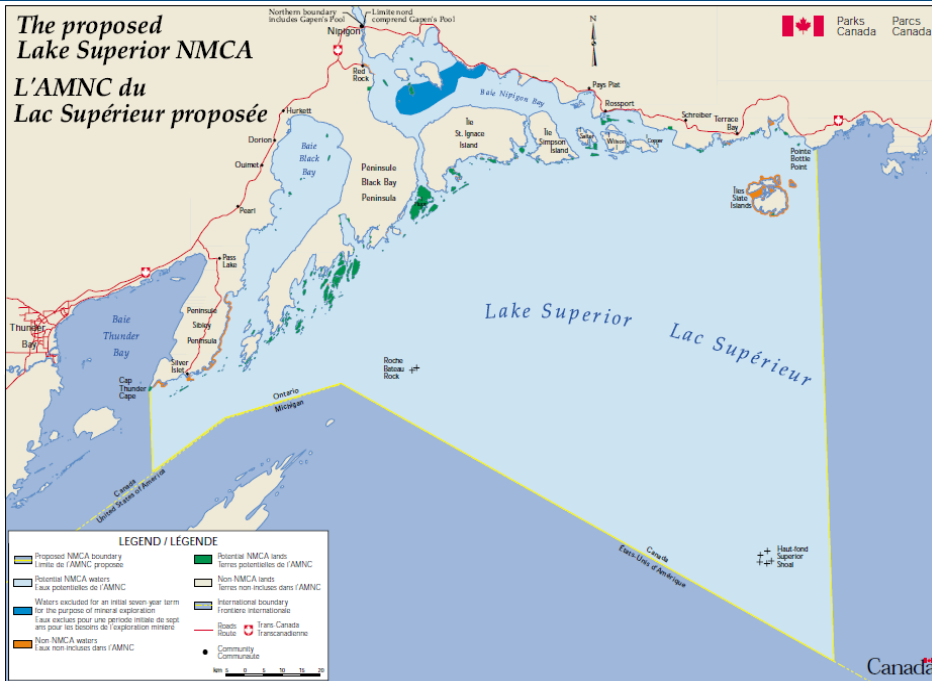 The proposed
Lake Superior NMCA
L'AMNC du
Lac Supérieur proposée
Northern boundary
includes Gapen's Pool
Limite nord
comprend Gapen's Pool
N
Parks
Canada
Parcs
Canada
Nipigon
Red
Rock
Hurkett
Dorion
Ouimet
Pearl
Pass
Lake
Baie
Black
Bay
Péninsule
Black Bay
Peninsula
Baie Nipigon Bay
Île
St. Ignace
Island
Île
Simpson
Island
Wilson
Copper
Pays Plat
Rossport
Schreiber
Terrace
Bay
Pointe
Bottle
Point
Îles
Slate
Islands
Thunder
Bay
Baie
Thunder
Bay
Péninsule
Sibley
Peninsula
Silver
Islet
Cap
Thunder
Cape
Lake Superior
Lac Supérieur
Roche
Bateau
Rock
Ontario
Michigan
Canada
United States of America
Canada
États-Unis d'Amérique
Haut-fond
Superior
Shoal
LEGEND / LÉGENDE
Proposed NMCA boundary
Limite de l'AMNC proposée
Potential NMCA waters
Eaux potentielles de l'AMNC
Waters excluded for an initial seven-year term
for the purpose of mineral exploration
Eaux exclues pour une période initiale de sept
ans pour les besoins de l'exploration minière
Non-NMCA waters
Eaux non-incluses dans l'AMNC
Potential NMCA lands
Terres potentielles de l'AMNC
Non NMCA lands
Terres non-incluses dans l'AMNC
International boundary
Frontière internationale
Roads
Route
Trans Canada
Transcanadienne
Community
Communauté
km 5 0 5 10 15 20
Canada